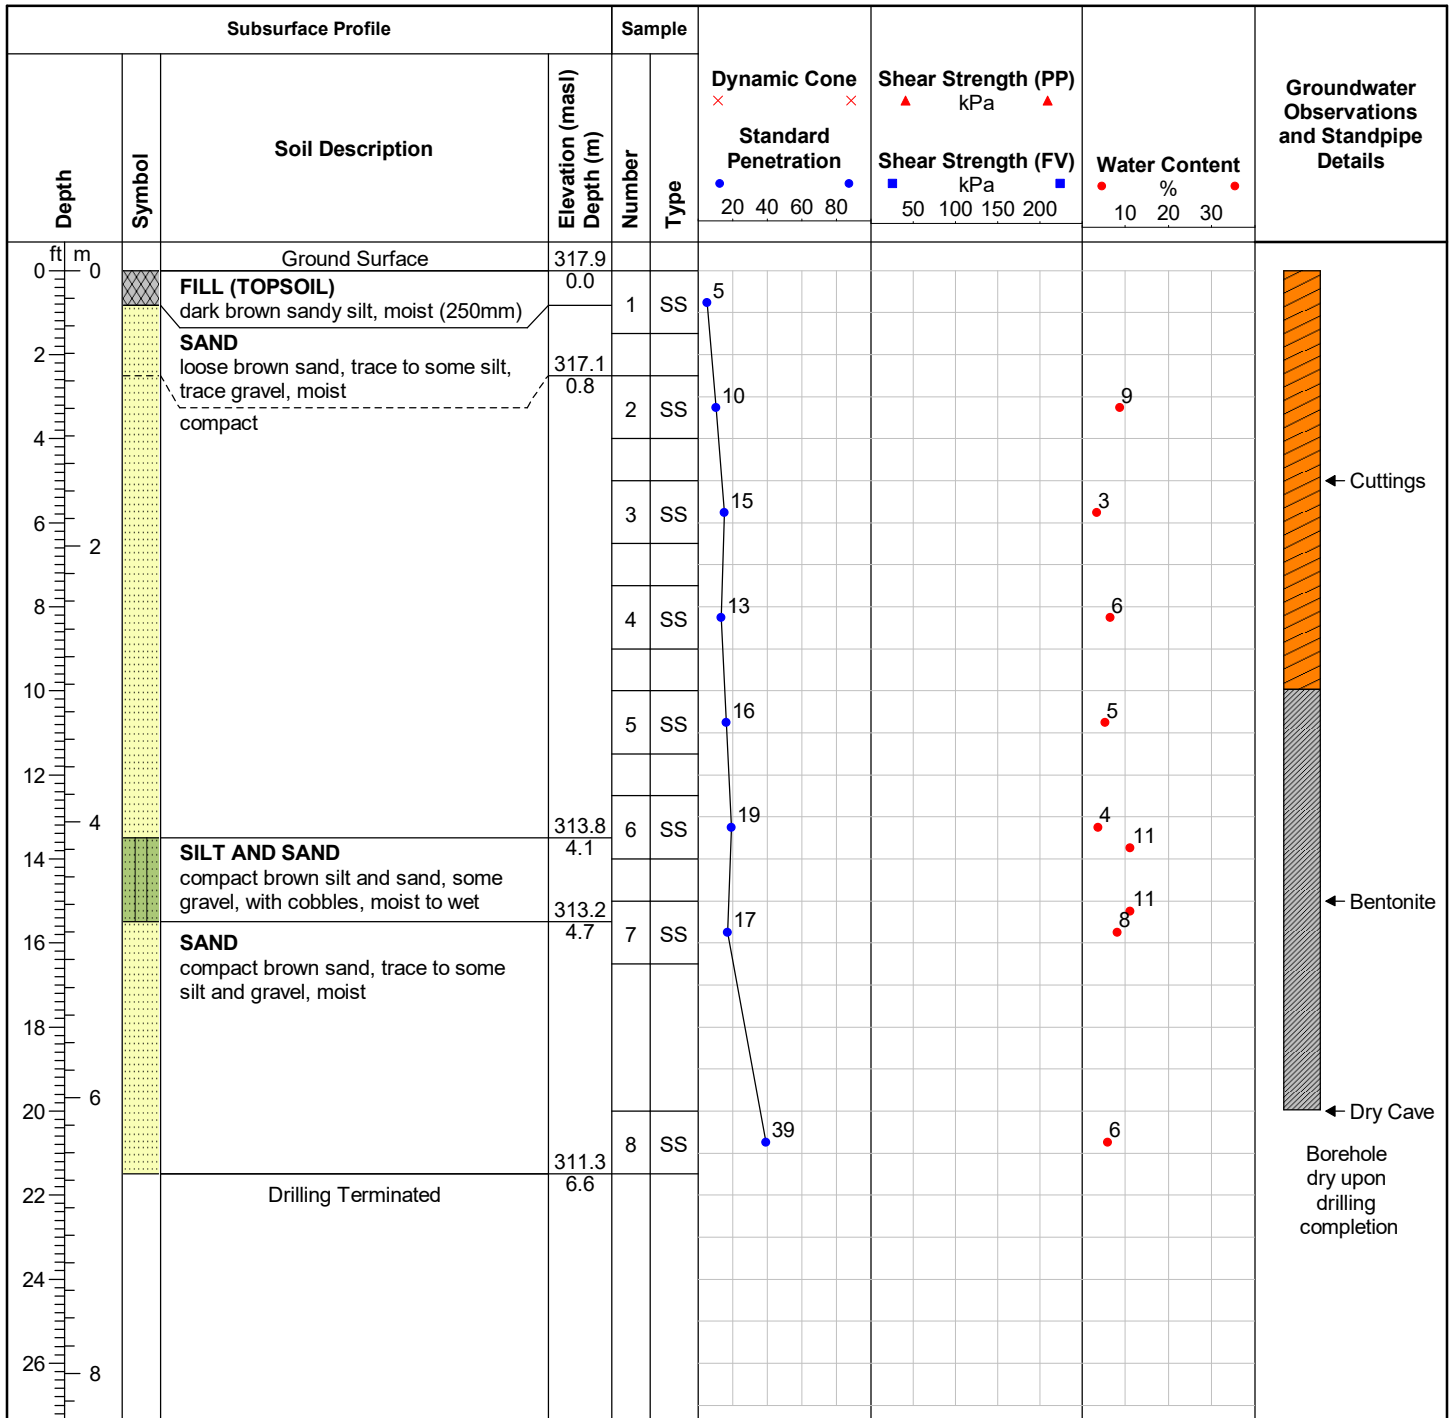 Subsurface Profile
Sample
Depth
Symbol
Soil Description
Elevation (masl)
Depth (m)
Number
Type
Dynamic Cone
Standard
Penetration
20 40 60 80
Shear Strength (PP)
kPa
Shear Strength (FV)
kPa
50 100 150 200
Water Content
%
10 20 30
Groundwater
Observations
and Standpipe
Details
ft m
Ground Surface
317.9
0 0
FILL (TOPSOIL)
0.0
dark brown sandy silt, moist (250mm)
1 SS
5
SAND
2
loose brown sand, trace to some silt,
317.1
trace gravel, moist
0.8
2 SS
10
9
compact
4
Cuttings
3 SS
15
3
6
2
8
4 SS
13
6
10
5 SS
16
5
12
4
313.8
6 SS
19
4
11
4.1
14
SILT AND SAND
compact brown silt and sand, some
gravel, with cobbles, moist to wet
313.2
11
Bentonite
4.7
7 SS
17
8
16
SAND
compact brown sand, trace to some
silt and gravel, moist
18
6
20
Dry Cave
8 SS
39
6
311.3
6.6
Borehole
dry upon
drilling
completion
22
Drilling Terminated
24
26
8